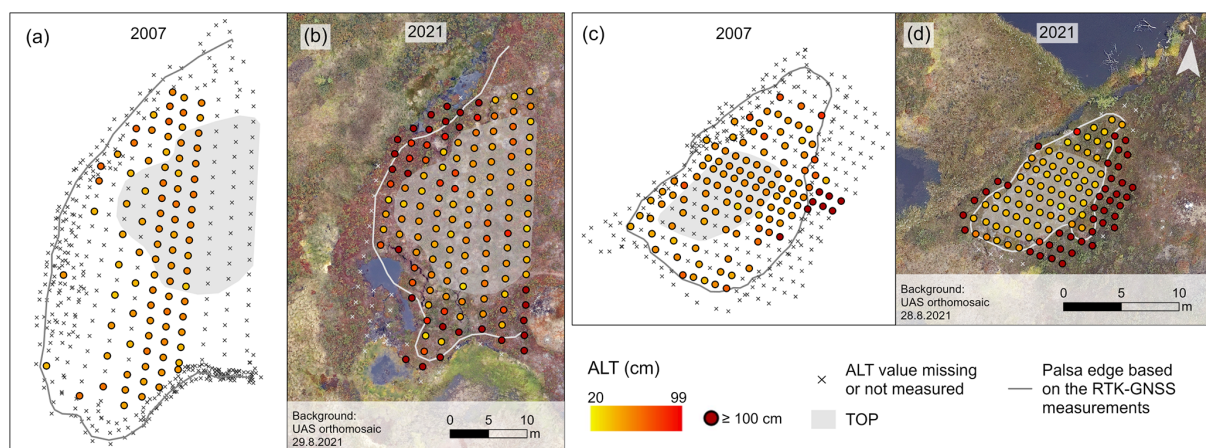 (a)
2007
(b)
2021
Background:
UAS orthomosaic
29.8.2021
0 5 10
m
(c)
2007
(d)
2021
N
Background:
UAS orthomosaic
28.8.2021
0 5 10
m
ALT (cm)
20 99
≥ 100 cm
ALT value missing
or not measured
TOP
Palsa edge based
on the RTK-GNSS
measurements